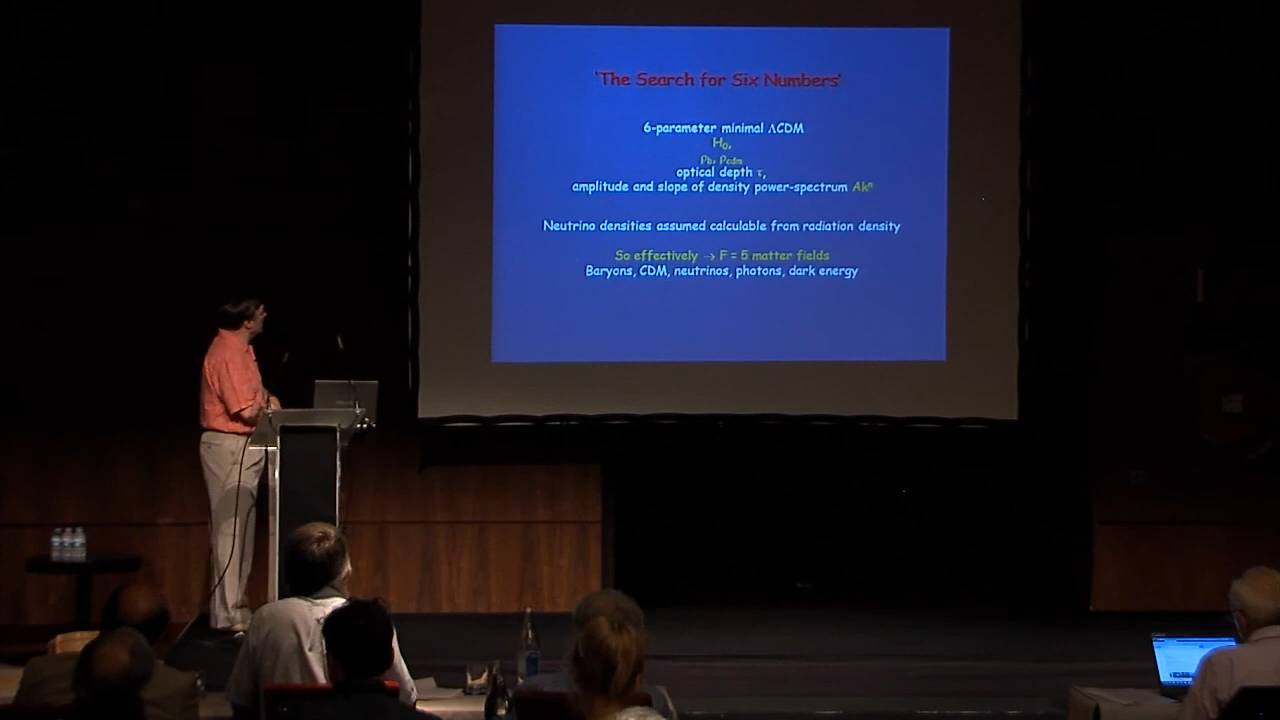 'The Search for Six Numbers'
6-parameter minimal ΛCDM
H₀,
ρb, ρcdm
optical depth τ,
amplitude and slope of density power-spectrum Akⁿ
Neutrino densities assumed calculable from radiation density
So effectively → F = 5 matter fields
Baryons, CDM, neutrinos, photons, dark energy